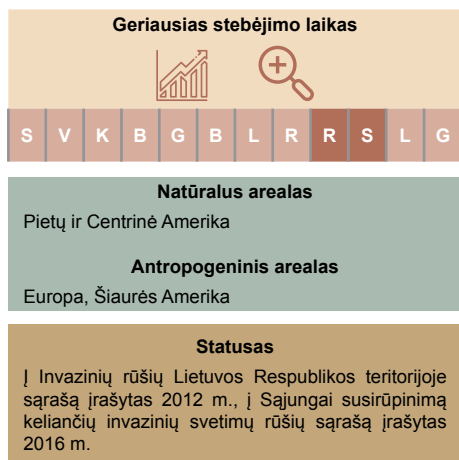 Geriausias stebėjimo laikas
S V K B G B L R R S L G
Natūralus arealas
Pietų ir Centrinė Amerika
Antropogeninis arealas
Europa, Šiaurės Amerika
Statusas
Į Invazinių rūšių Lietuvos Respublikos teritorijoje
sąrašą įrašytas 2012 m., į Sąjungai susirūpinimą
keliančių invazinių svetimų rūšių sąrašą įrašytas
2016 m.